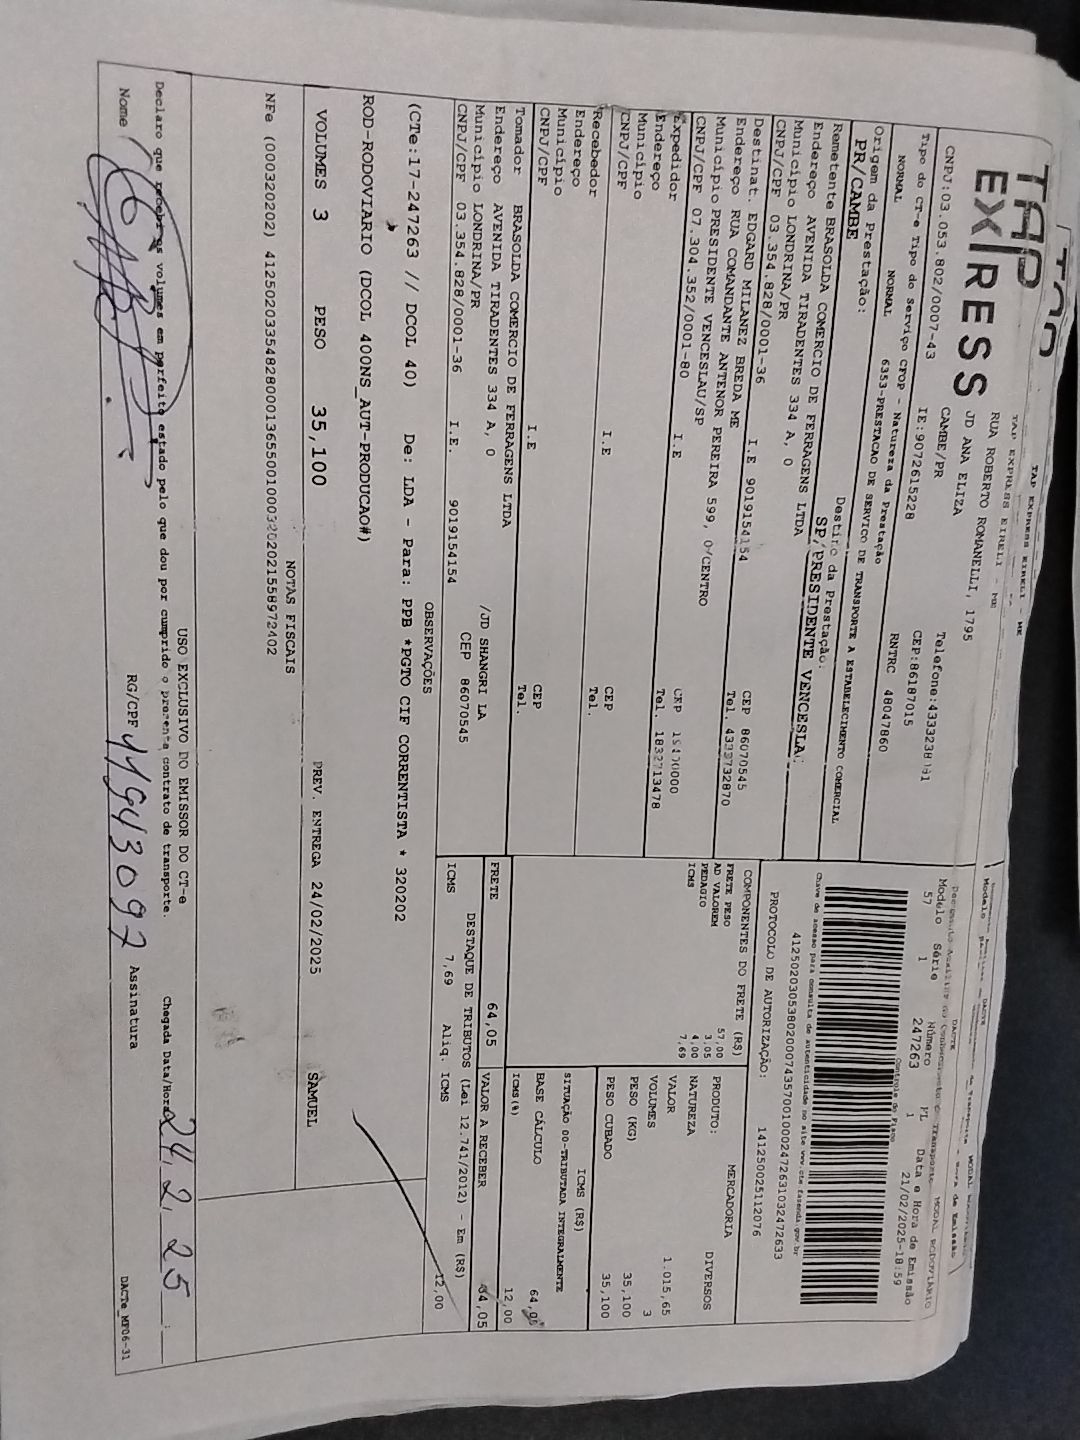 TAP
EXPRESS
TAP EXPRESS EIRELI - ME
RUA ROBERTO ROMANELLI, 1795
JD ANA ELIZA
CAMBE/PR
CEP:86187015
CNPJ:03.053.802/0007-43
IE:9072615228
RNTRC 48047860
Tipo do CT-e Tipo do Serviço CFOP - Natureza da Prestação
NORMAL NORMAL 6353-PRESTACAO DE SERVICO DE TRANSPORTE A ESTABELECIMENTO COMERCIAL
Origem da Prestação:
PR/CAMBE
Destino da Prestação:
SP/PRESIDENTE VENCESLA
Remetente BRASOLDA COMERCIO DE FERRAGENS LTDA
Endereço AVENIDA TIRADENTES 334 A, 0
Município LONDRINA/PR
CEP 86070545
CNPJ/CPF 03.354.828/0001-36 I.E 9019154154
Tel. 4333732870
Destinat. EDGARD MILANEZ BREDA ME
Endereço RUA COMANDANTE ANTENOR PEREIRA 599, 0/CENTRO
Município PRESIDENTE VENCESLAU/SP
CNPJ/CPF 07.304.352/0001-80 I.E
Tel. 1832713478
Expedidor
Endereço
Município
CEP
CNPJ/CPF I.E
Tel.
Recebedor
Endereço
Município
CEP
CNPJ/CPF I.E
Tel.
Tomador BRASOLDA COMERCIO DE FERRAGENS LTDA
Endereço AVENIDA TIRADENTES 334 A, 0 /JD SHANGRI LA
Município LONDRINA/PR CEP 86070545
CNPJ/CPF 03.354.828/0001-36 I.E. 9019154154
DACTE
Modelo Série Número FL Data e Hora de Emissão
57 1 247263 1 21/02/2025-18:59
Controle do Fisco
Chave de acesso para consulta de autenticidade no site www.cte.fazenda.gov.br
41250203053802000743570010002472631032472633
PROTOCOLO DE AUTORIZAÇÃO: 141250025112076
COMPONENTES DO FRETE (R$)
FRETE PESO 57,00
AD VALOREM 3,05
PEDAGIO 4,00
ICMS 7,69
PRODUTO: MERCADORIA
NATUREZA DIVERSOS
VALOR 1.015,65
VOLUMES 3
PESO (KG) 35,100
PESO CUBADO 35,100
ICMS (R$)
SITUAÇÃO 00-TRIBUTADA INTEGRALMENTE
BASE CÁLCULO 64,05
ICMS(%) 12,00
FRETE 64,05 VALOR A RECEBER 64,05
DESTAQUE DE TRIBUTOS (Lei 12.741/2012) - Em (R$)
ICMS 7,69 Aliq. ICMS 12,00
OBSERVAÇÕES
(CTe:17-247263 // DCOL 40) De: LDA - Para: PPB *PGTO CIF CORRENTISTA * 320202
ROD-RODOVIARIO (DCOL 400NS_AUT-PRODUCAO#)
VOLUMES 3 PESO 35,100 PREV. ENTREGA 24/02/2025 SAMUEL
NOTAS FISCAIS
NFe (000320202) 41250203354828000136550010003202021558972402
USO EXCLUSIVO DO EMISSOR DO CT-e
Declaro que recebi os volumes em perfeito estado pelo que dou por cumprido o presente contrato de transporte. Chegada Data/Hora 24, 2, 25 :
Nome RG/CPF Assinatura
DACTe_MF06-31